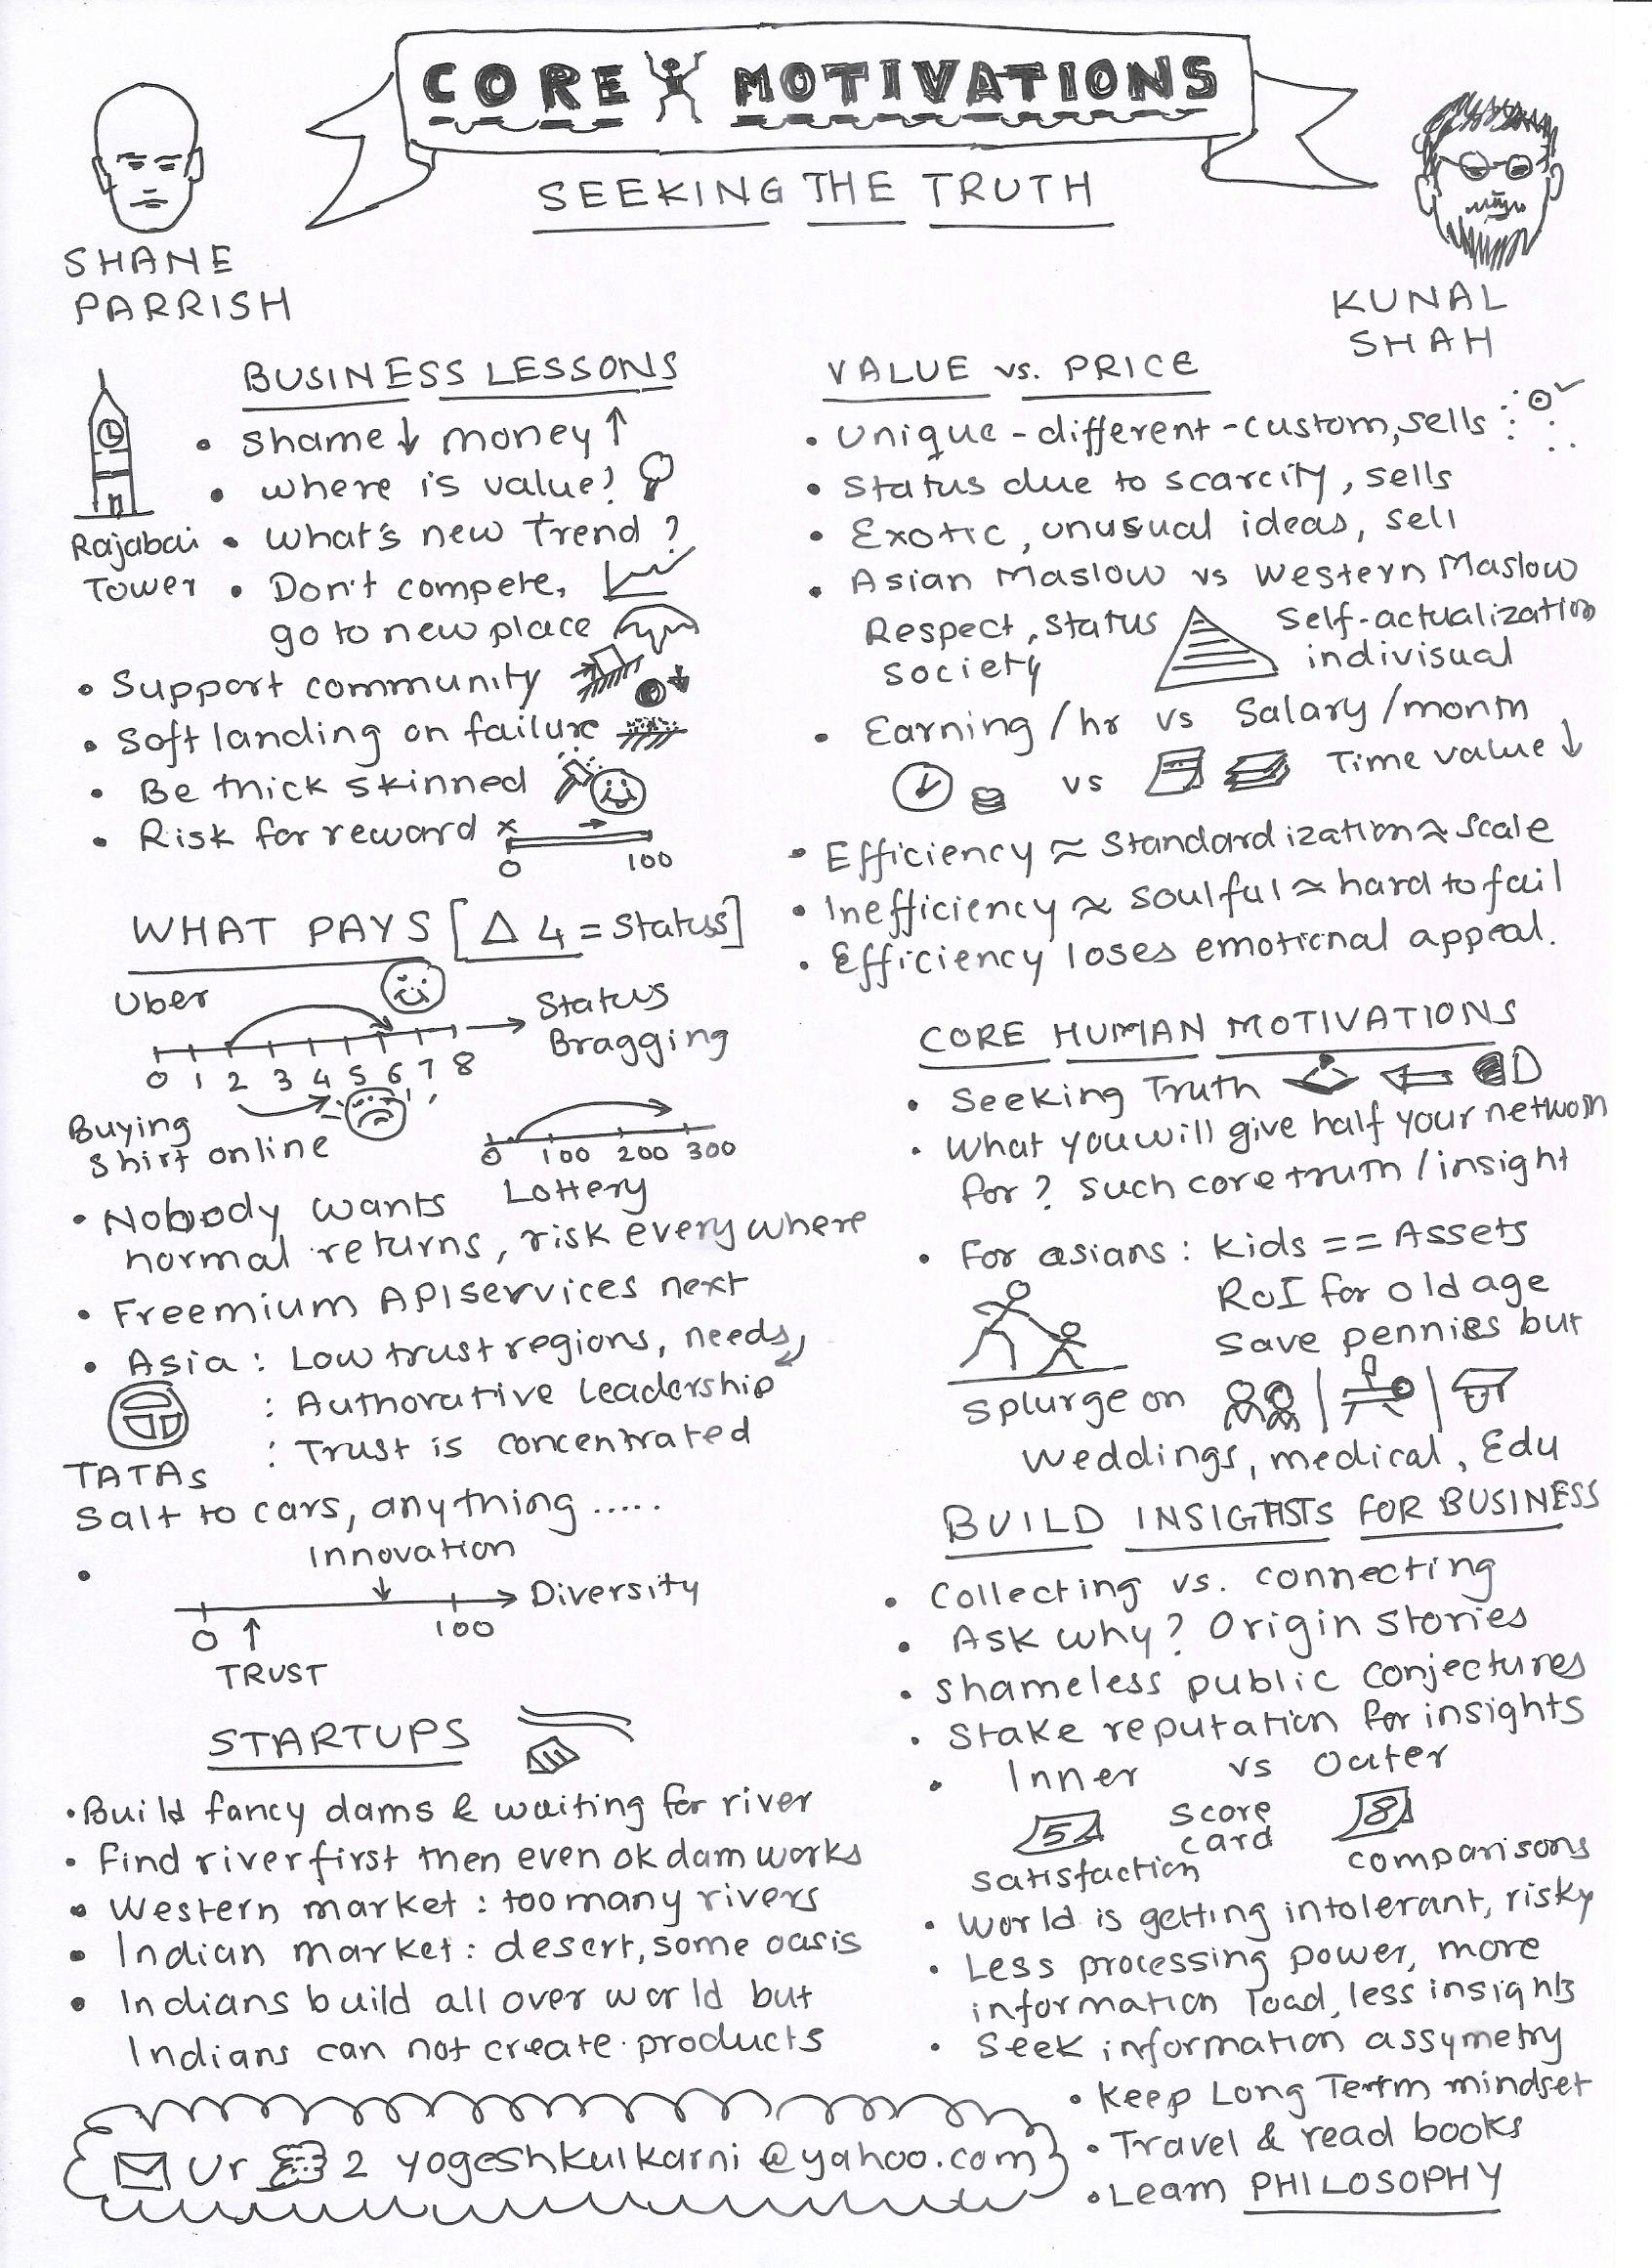 CORE MOTIVATIONS
SEEKING THE TRUTH
SHANE
PARRISH
KUNAL
SHAH
BUSINESS LESSONS
• Shame ↓ money ↑
• where is value?
• What's new Trend ?
Rajabai
Tower
• Don't compete,
go to new place
• Support community
• Soft landing on failure
• Be thick skinned
• Risk for reward
x
0 100
WHAT PAYS [Δ 4 = Status]
Uber
Status
Bragging
0 1 2 3 4 5 6 7 8
Buying
Shirt online
0 100 200 300
Lottery
• Nobody wants
normal returns, risk everywhere
• Freemium API services next
• Asia : Low trust regions, needs,
: Authorative Leadership
: Trust is concentrated
TATAs
Salt to cars, anything .....
•
Innovation
Diversity
0 100
TRUST
STARTUPS
• Build fancy dams & waiting for river
• Find river first then even ok dam works
• Western market : too many rivers
• Indian market : desert, some oasis
• Indians build all over world but
Indians can not create products
Ur 2 yogeshkulkarni@yahoo.com
VALUE vs. PRICE
• Unique - different - custom, sells
• Status due to scarcity, sells
• Exotic, unusual ideas, sell
• Asian Maslow vs Western Maslow
Respect, status
society
Self-actualization
indivisual
• Earning / hr vs Salary / month
vs
Time value ↓
• Efficiency ≈ Standardization ≈ Scale
• Inefficiency ≈ soulful ≈ hard to fail
• Efficiency loses emotional appeal.
CORE HUMAN MOTIVATIONS
• Seeking Truth
• What you will give half your networth
for ? Such core truth / insight
• For asians : Kids == Assets
RoI for old age
Save pennies but
Splurge on
weddings, medical, Edu
BUILD INSIGHTS FOR BUSINESS
• Collecting vs. connecting
• Ask why? Origin Stories
• Shameless public conjectures
• Stake reputation for insights
• Inner vs Outer
5
Score
card
8
Satisfaction
comparisons
• World is getting intolerant, risky
• Less processing power, more
information load, less insights
• Seek information assymetry
• Keep Long Term mindset
• Travel & read books
• Learn PHILOSOPHY